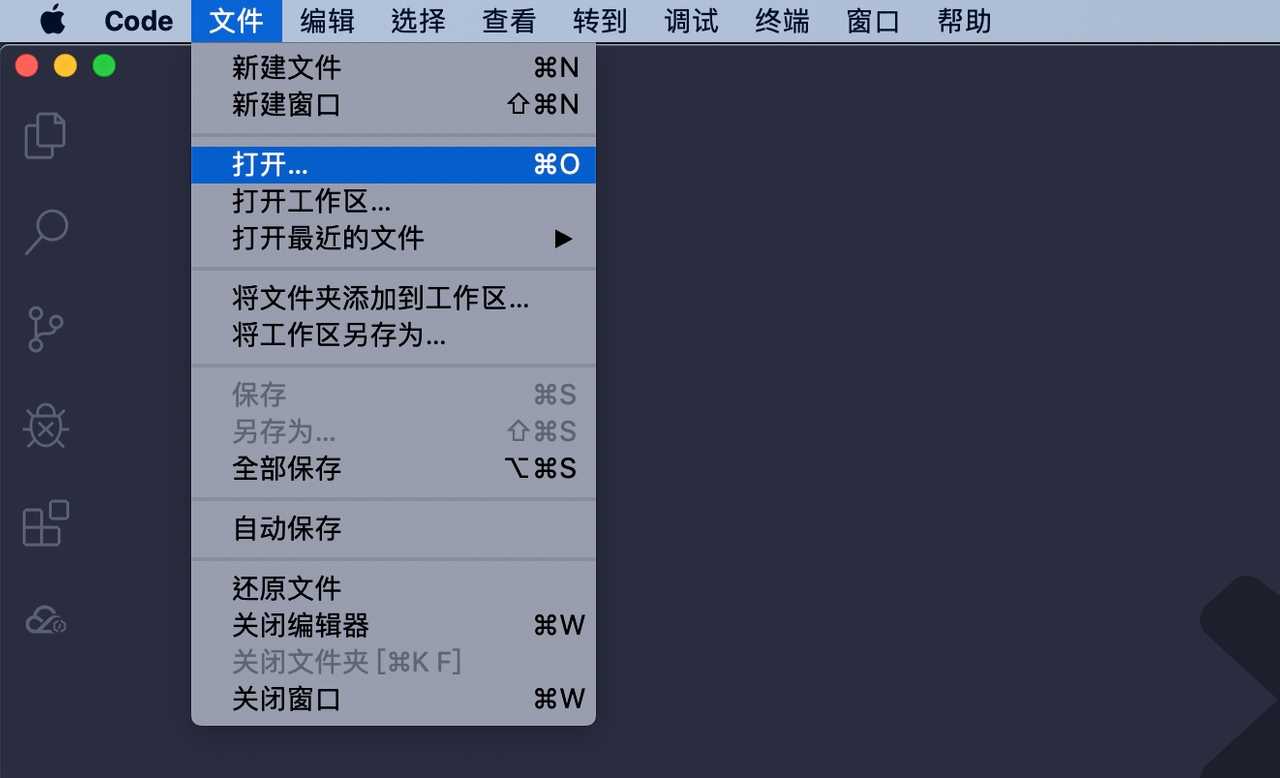 Code 文件 编辑 选择 查看 转到 调试 终端 窗口 帮助
新建文件 ⌘N
新建窗口 ⇧⌘N
打开... ⌘O
打开工作区...
打开最近的文件 ▶
将文件夹添加到工作区...
将工作区另存为...
保存 ⌘S
另存为... ⇧⌘S
全部保存 ⌥⌘S
自动保存
还原文件
关闭编辑器 ⌘W
关闭文件夹 [⌘K F]
关闭窗口 ⌘W